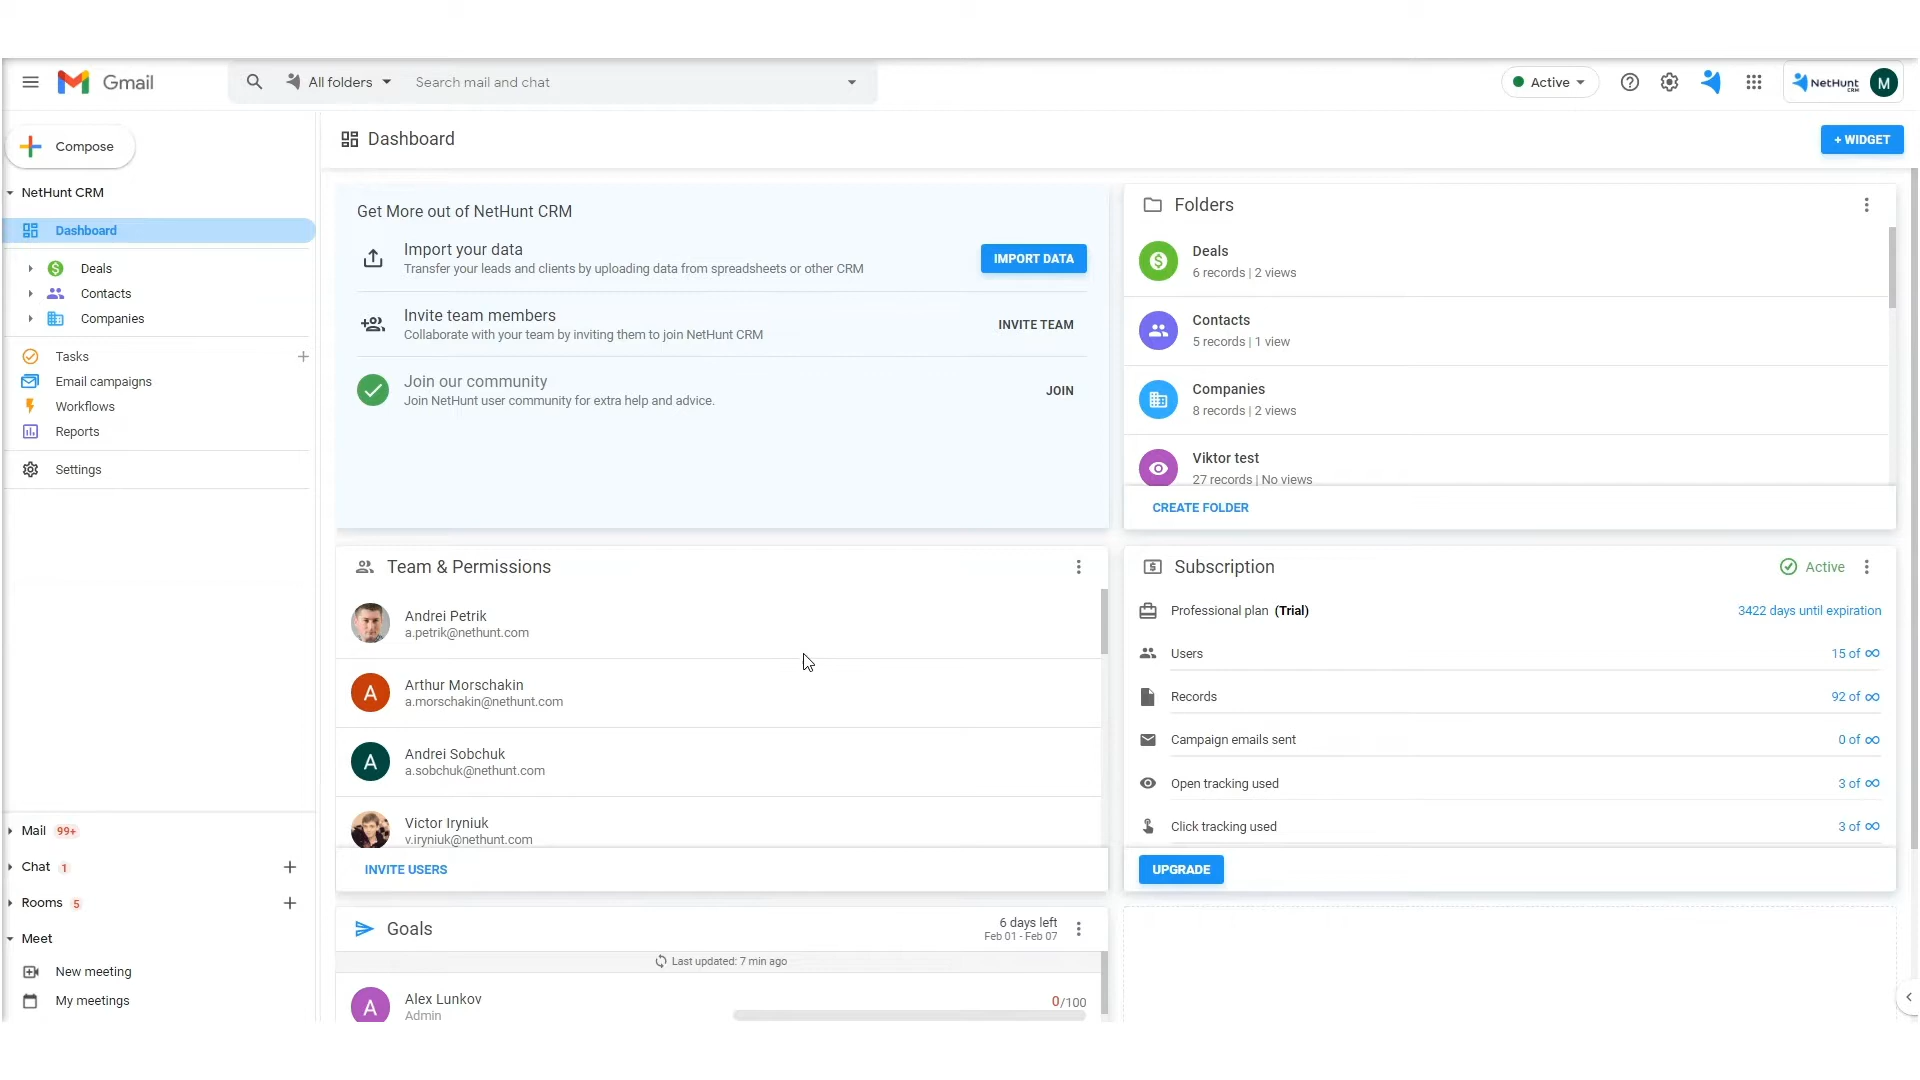 Gmail
All folders
Search mail and chat
Active
NetHunt
CRM
M
Compose
NetHunt CRM
Dashboard
Deals
Contacts
Companies
Tasks
Email campaigns
Workflows
Reports
Settings
Mail 99+
Chat 1
Rooms 5
Meet
New meeting
My meetings
Dashboard
+ WIDGET
Get More out of NetHunt CRM
Import your data
Transfer your leads and clients by uploading data from spreadsheets or other CRM
IMPORT DATA
Invite team members
Collaborate with your team by inviting them to join NetHunt CRM
INVITE TEAM
Join our community
Join NetHunt user community for extra help and advice.
JOIN
Folders
Deals
6 records | 2 views
Contacts
5 records | 1 view
Companies
8 records | 2 views
Viktor test
27 records | No views
CREATE FOLDER
Team & Permissions
Andrei Petrik
a.petrik@nethunt.com
A
Arthur Morschakin
a.morschakin@nethunt.com
A
Andrei Sobchuk
a.sobchuk@nethunt.com
Victor Iryniuk
v.iryniuk@nethunt.com
INVITE USERS
Subscription
Active
Professional plan (Trial)
3422 days until expiration
Users
15 of ∞
Records
92 of ∞
Campaign emails sent
0 of ∞
Open tracking used
3 of ∞
Click tracking used
3 of ∞
UPGRADE
Goals
6 days left
Feb 01 - Feb 07
Last updated: 7 min ago
A
Alex Lunkov
Admin
0/100